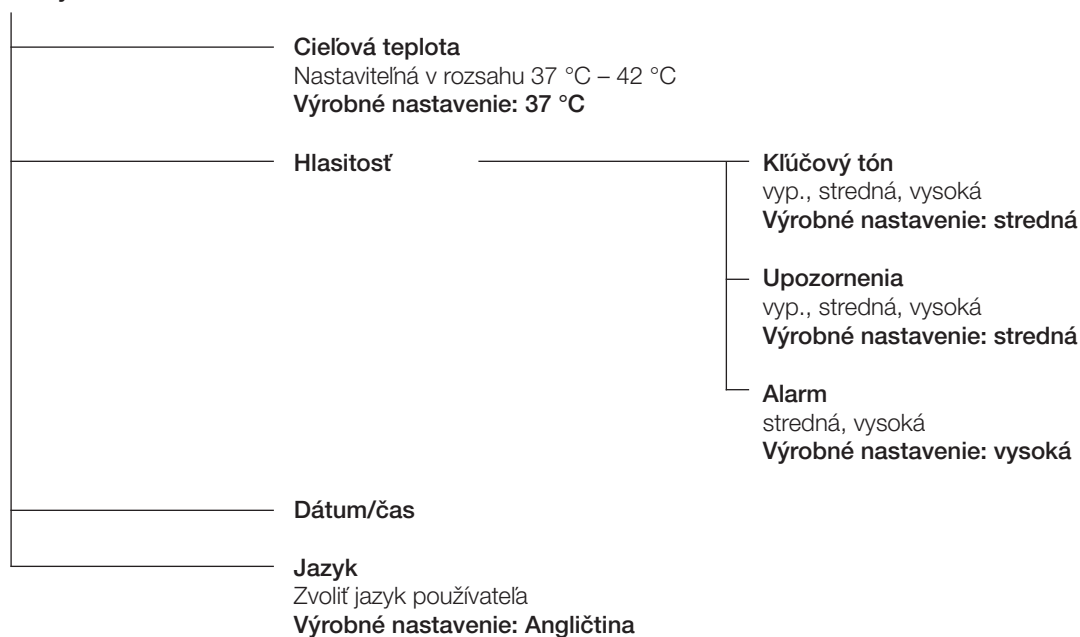 Cieľová teplota
Nastaviteľná v rozsahu 37 °C – 42 °C
Výrobné nastavenie: 37 °C
Hlasitosť
Kľúčový tón
vyp., stredná, vysoká
Výrobné nastavenie: stredná
Upozornenia
vyp., stredná, vysoká
Výrobné nastavenie: stredná
Alarm
stredná, vysoká
Výrobné nastavenie: vysoká
Dátum/čas
Jazyk
Zvoliť jazyk používateľa
Výrobné nastavenie: Angličtina